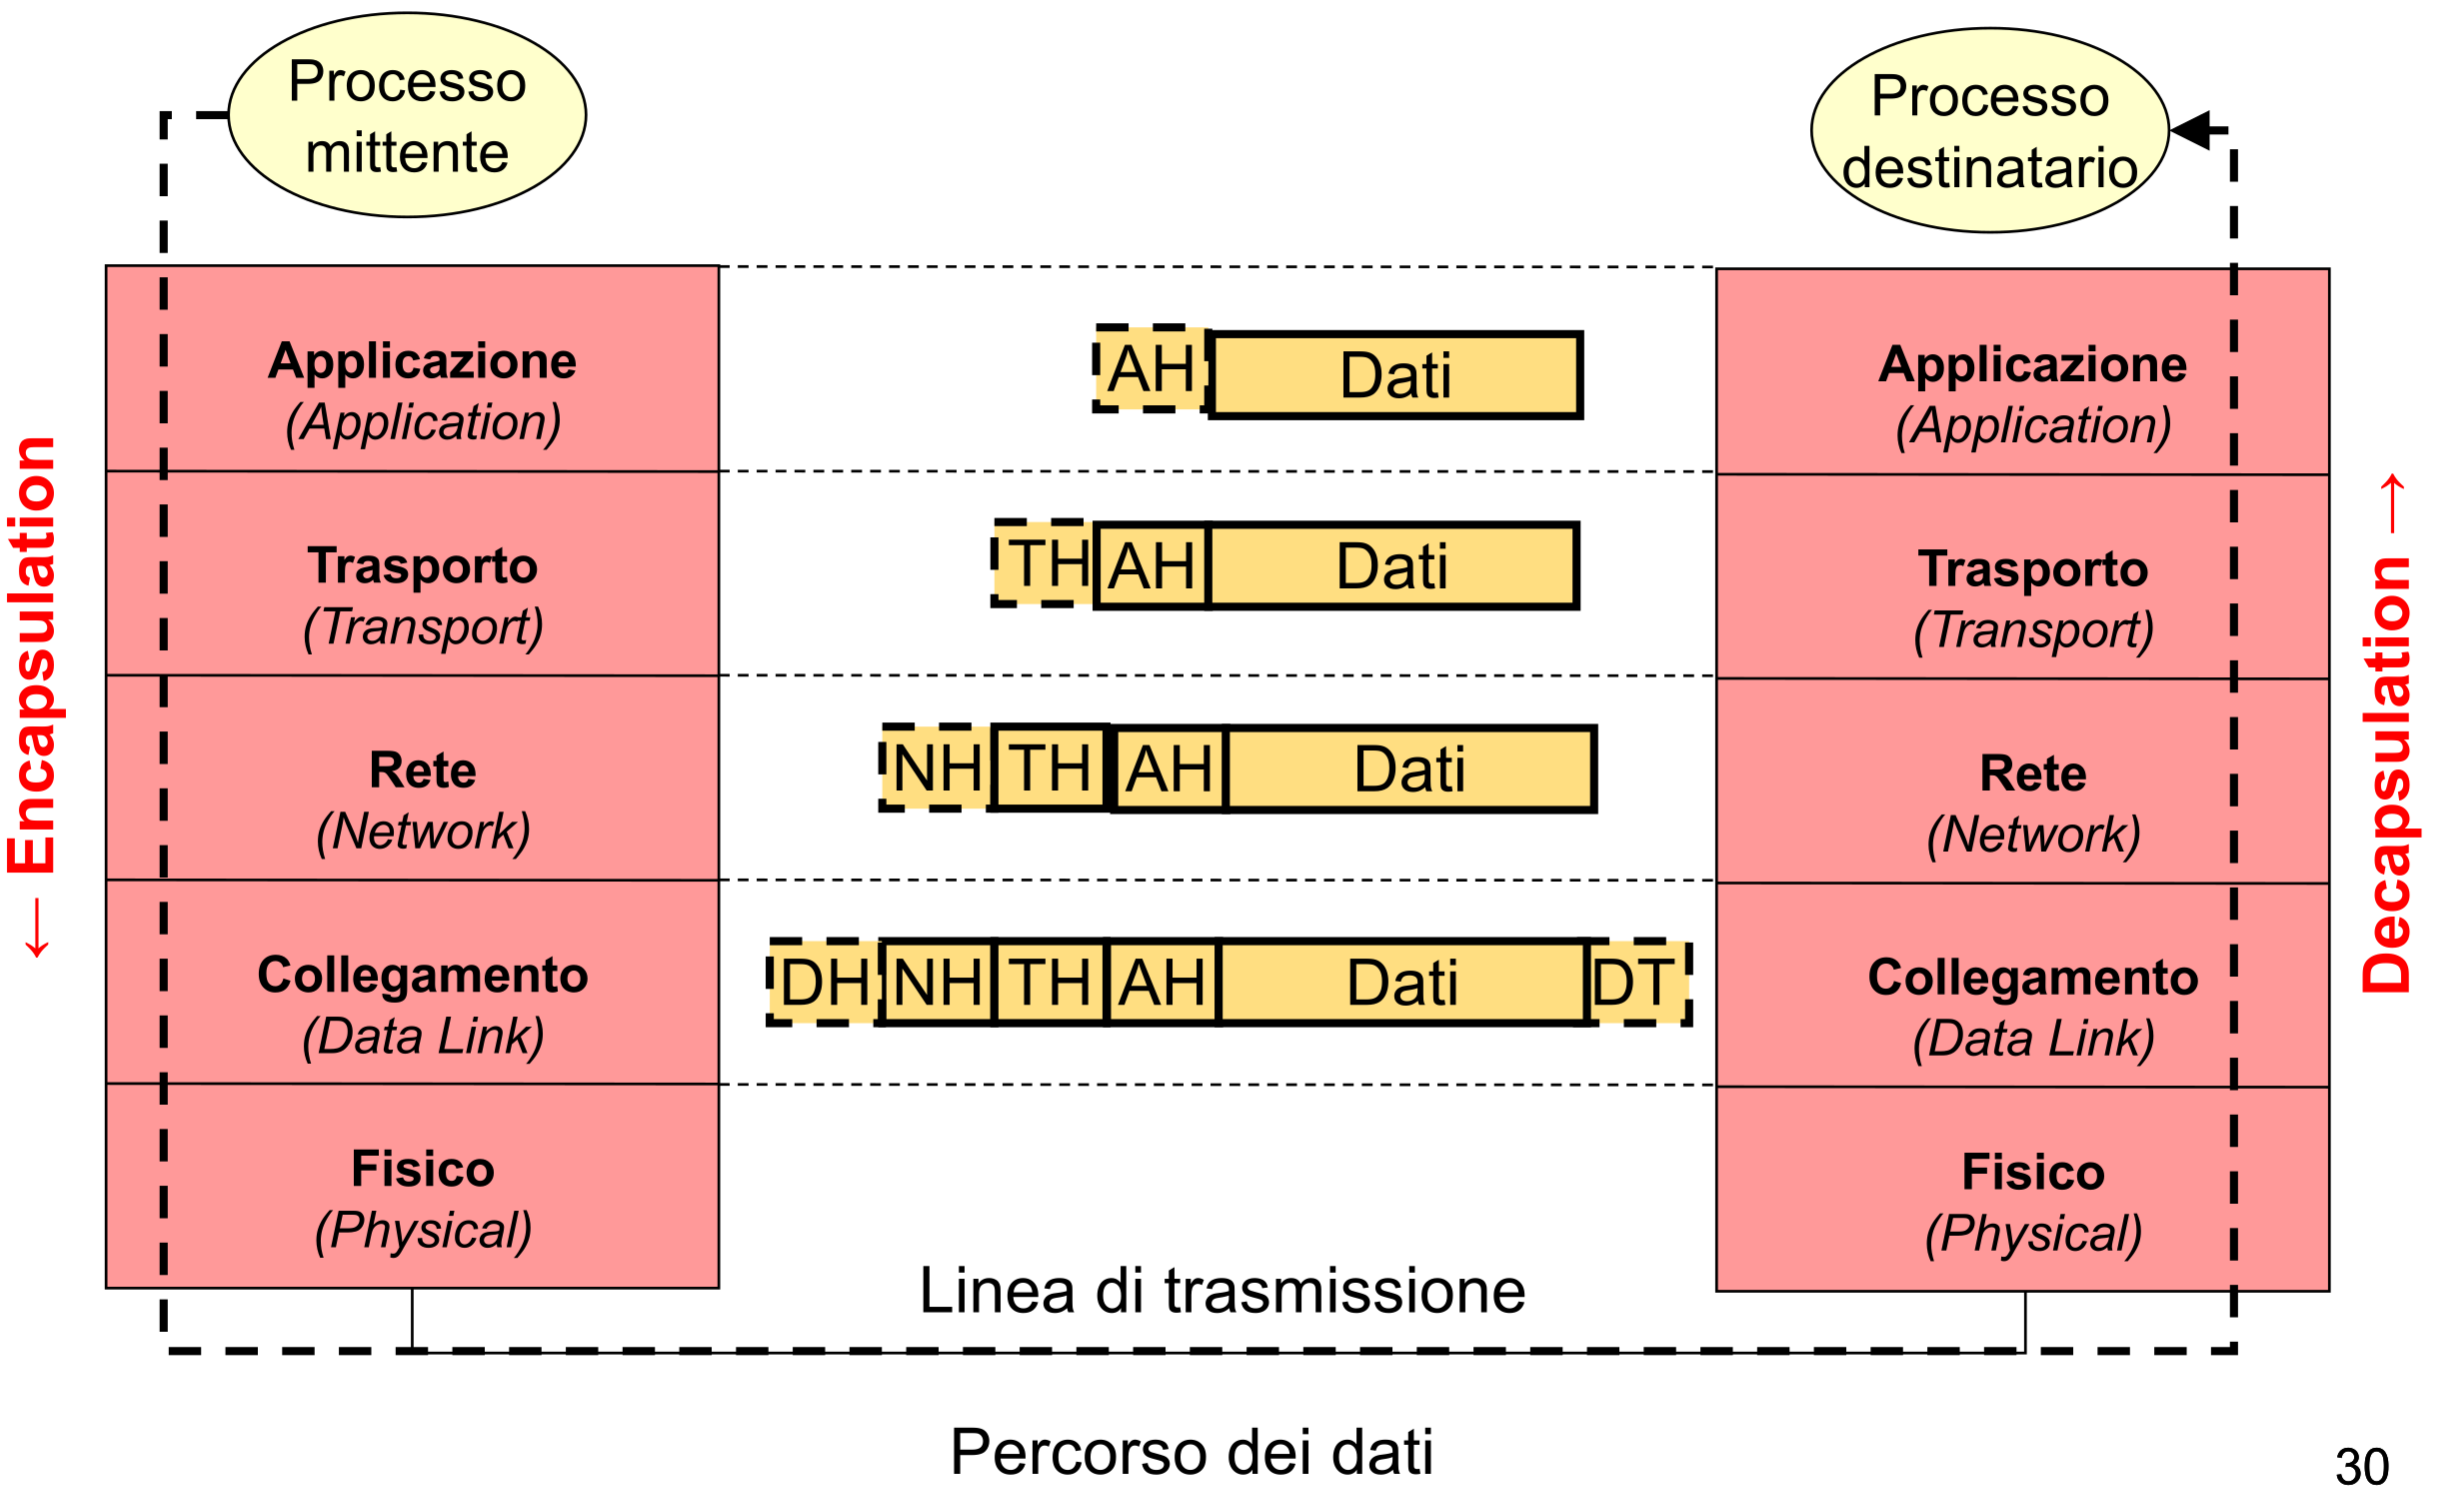 Processo
mittente
Processo
destinatario
← Encapsulation
Applicazione
(Application)
AH Dati
Applicazione
(Application)
Trasporto
(Transport)
TH AH Dati
Trasporto
(Transport)
Rete
(Network)
NH TH AH Dati
Rete
(Network)
Collegamento
(Data Link)
DH NH TH AH Dati DT
Collegamento
(Data Link)
Fisico
(Physical)
Fisico
(Physical)
Decapsulation →
Linea di trasmissione
Percorso dei dati
30